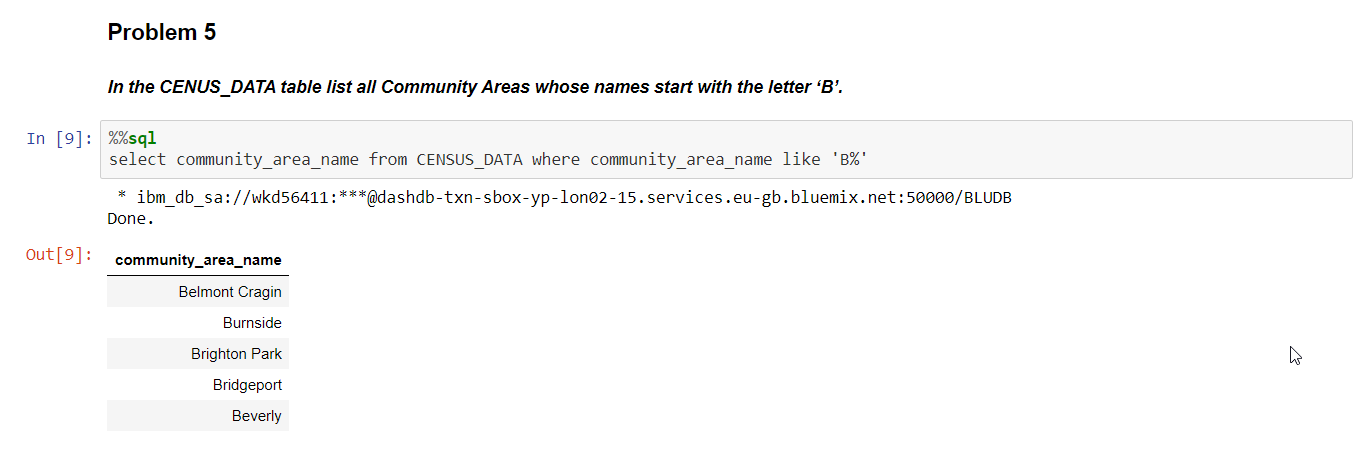 Problem 5
In the CENUS_DATA table list all Community Areas whose names start with the letter ‘B’.
In [9]: %%sql
select community_area_name from CENSUS_DATA where community_area_name like 'B%'
* ibm_db_sa://wkd56411:***@dashdb-txn-sbox-yp-lon02-15.services.eu-gb.bluemix.net:50000/BLUDB
Done.
Out[9]:
community_area_name
Belmont Cragin
Burnside
Brighton Park
Bridgeport
Beverly